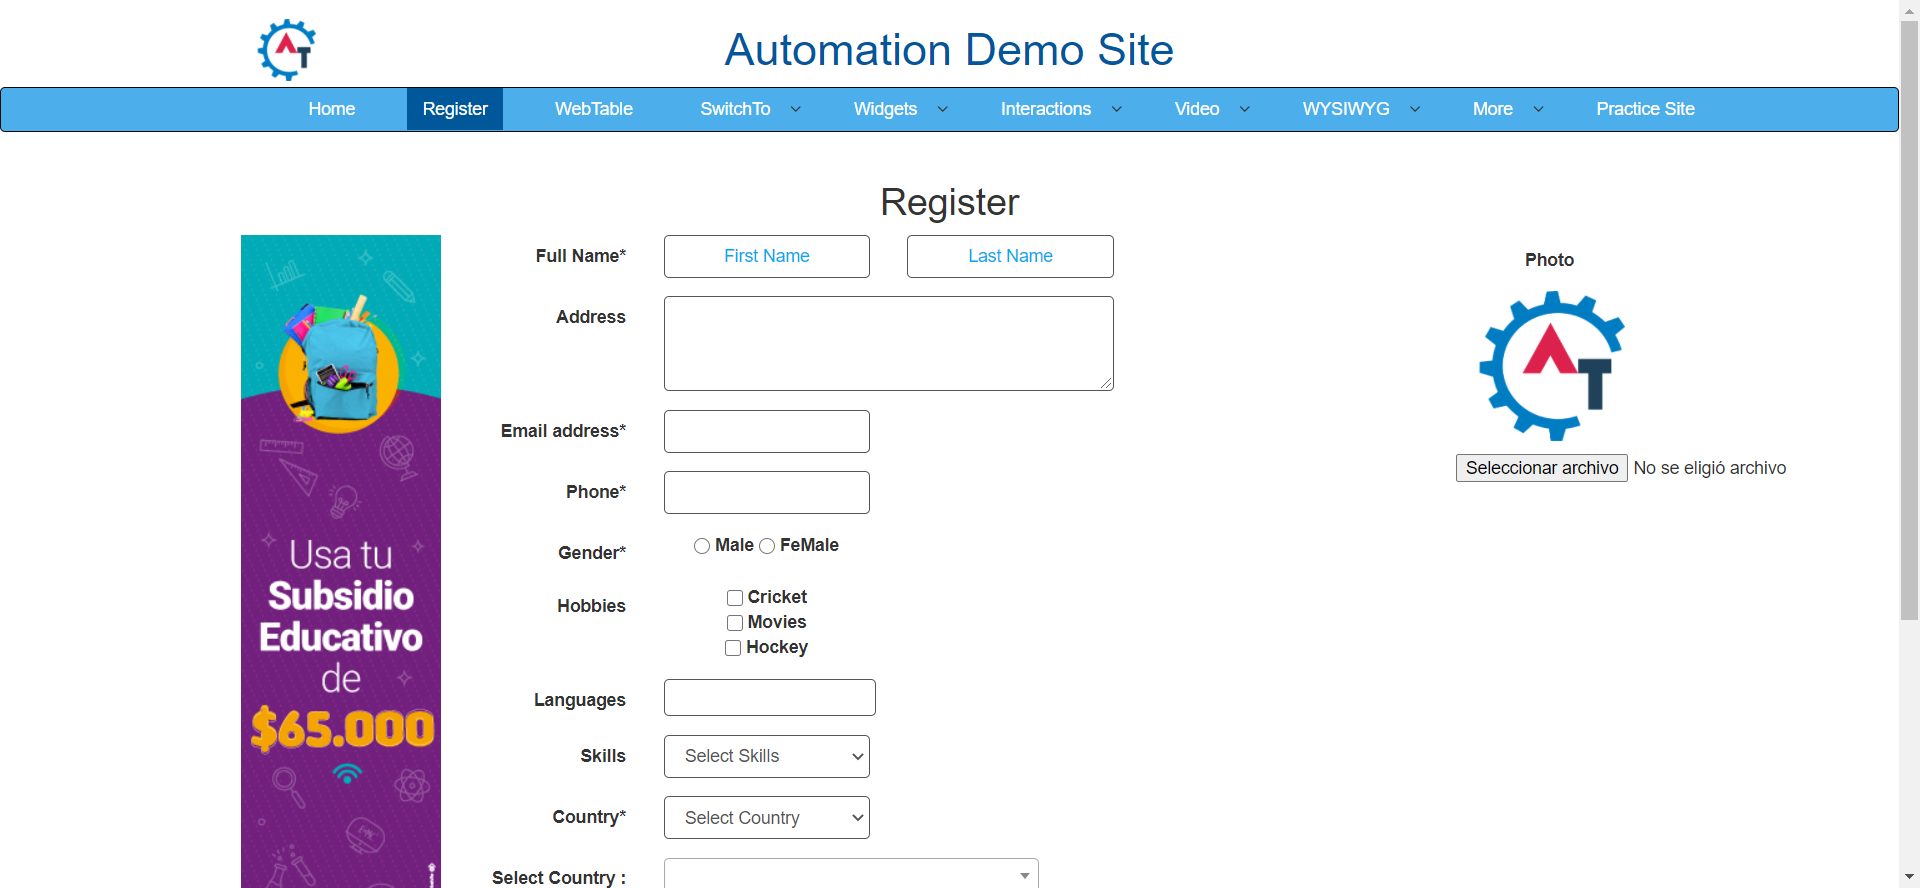 AT
Automation Demo Site
Home Register WebTable SwitchTo Widgets Interactions Video WYSIWYG More Practice Site
Register
Full Name* First Name Last Name
Photo
Address
AT
Email address*
Seleccionar archivo No se eligió archivo
Phone*
Gender* Male FeMale
Hobbies Cricket
Movies
Hockey
Languages
Skills Select Skills
Country* Select Country
Select Country :
Usa tu
Subsidio
Educativo
de
$65.000